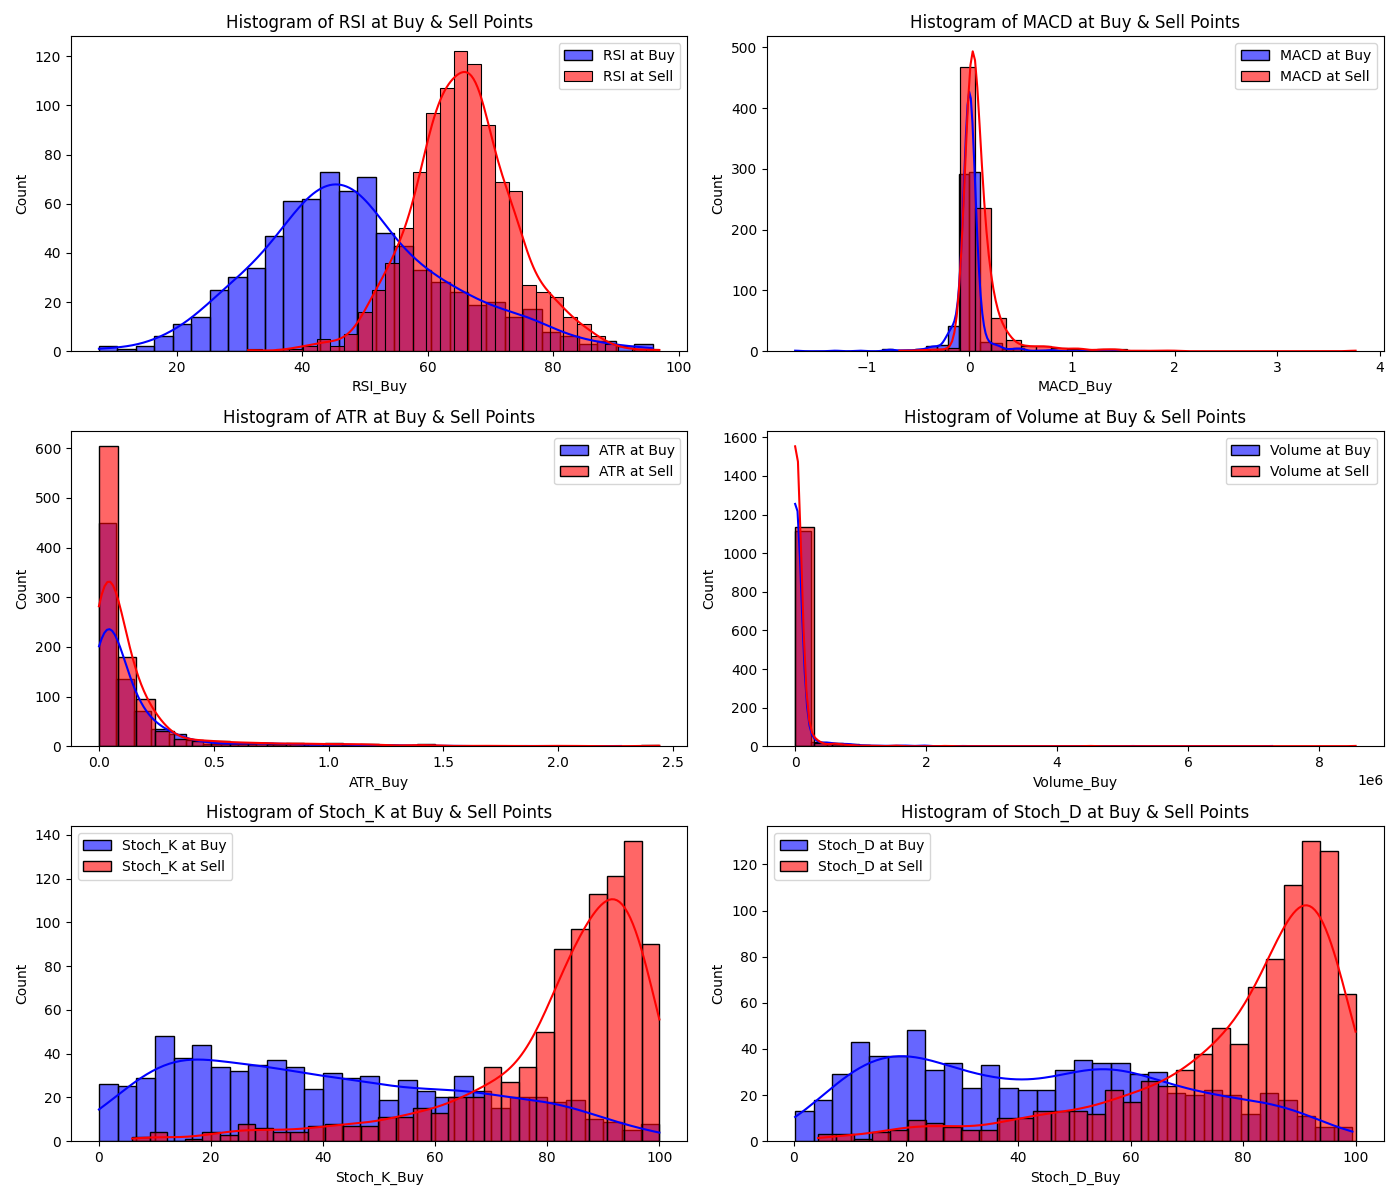 Histogram of RSI at Buy & Sell Points
RSI at Buy
RSI at Sell
120
100
80
60
40
20
0
Count
20
40
60
80
100
RSI_Buy
Histogram of MACD at Buy & Sell Points
MACD at Buy
MACD at Sell
500
400
300
200
100
0
Count
−1
0
1
2
3
4
MACD_Buy
Histogram of ATR at Buy & Sell Points
ATR at Buy
ATR at Sell
600
500
400
300
200
100
0
Count
0.0
0.5
1.0
1.5
2.0
2.5
ATR_Buy
Histogram of Volume at Buy & Sell Points
Volume at Buy
Volume at Sell
1600
1400
1200
1000
800
600
400
200
0
Count
0
2
4
6
8
1e6
Volume_Buy
Histogram of Stoch_K at Buy & Sell Points
Stoch_K at Buy
Stoch_K at Sell
140
120
100
80
60
40
20
0
Count
0
20
40
60
80
100
Stoch_K_Buy
Histogram of Stoch_D at Buy & Sell Points
Stoch_D at Buy
Stoch_D at Sell
120
100
80
60
40
20
0
Count
0
20
40
60
80
100
Stoch_D_Buy